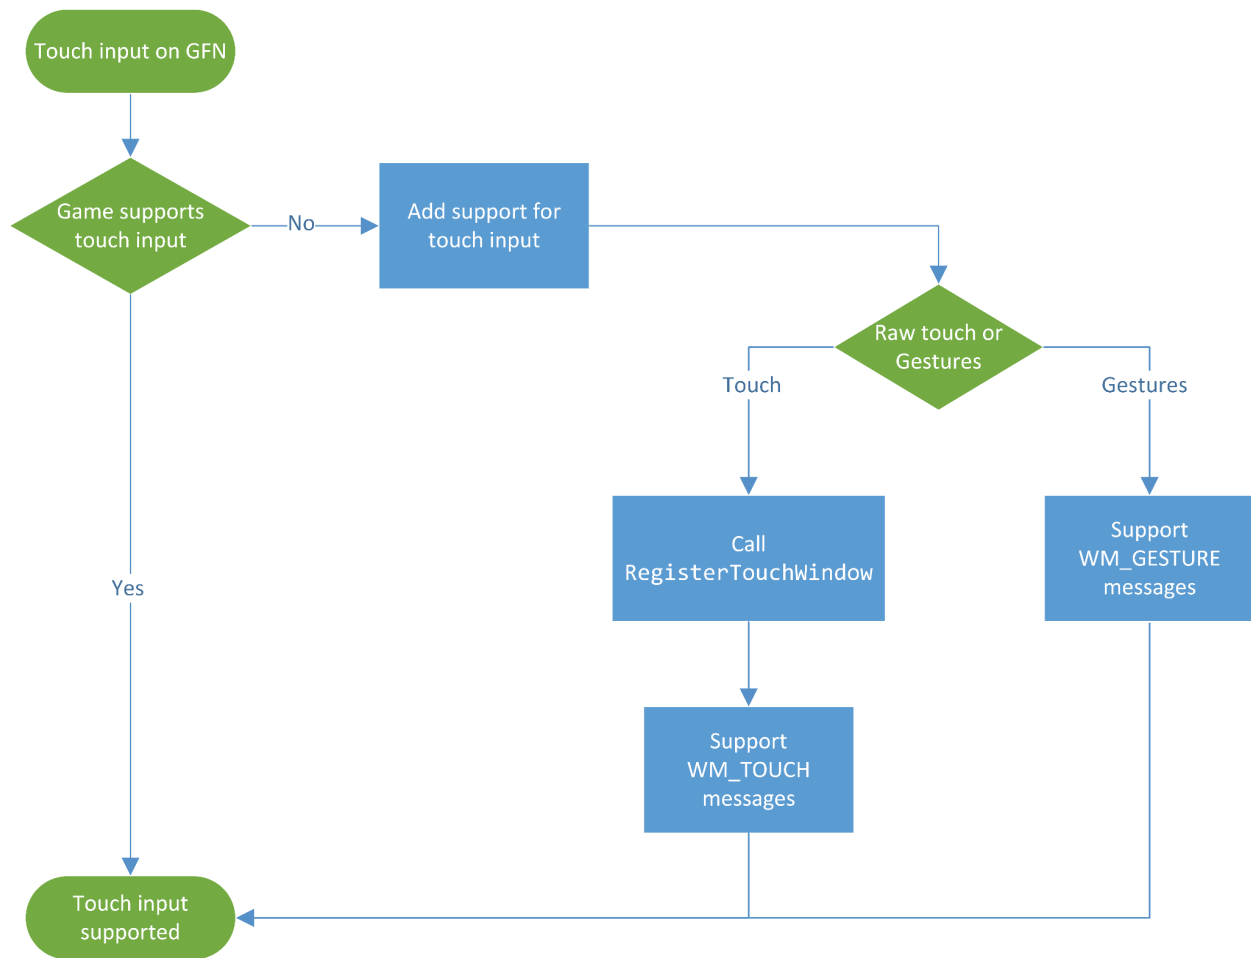 Touch input on GFN
Game supports
touch input
No
Add support for
touch input
Raw touch or
Gestures
Touch
Gestures
Call
RegisterTouchWindow
Support
WM_GESTURE
messages
Yes
Support
WM_TOUCH
messages
Touch input
supported